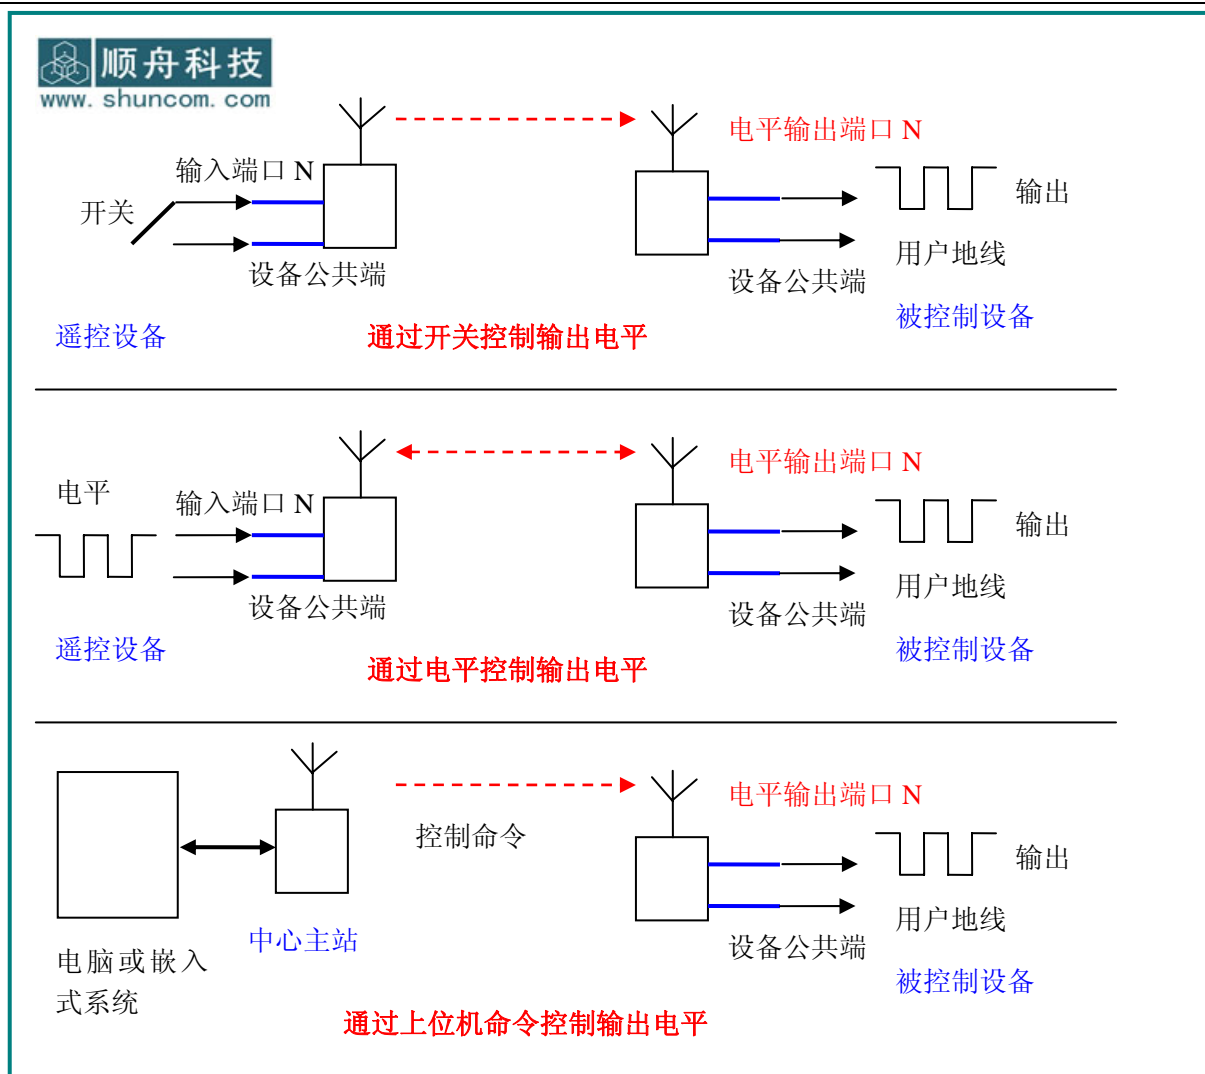 顺舟科技
www.shuncom.com
电平输出端口 N
输入端口 N
开关
输出
设备公共端
用户地线
设备公共端
遥控设备
通过开关控制输出电平
被控制设备
电平输出端口 N
电平
输入端口 N
输出
设备公共端
用户地线
设备公共端
遥控设备
通过电平控制输出电平
被控制设备
电平输出端口 N
控制命令
输出
用户地线
中心主站
设备公共端
电脑或嵌入
式系统
被控制设备
通过上位机命令控制输出电平